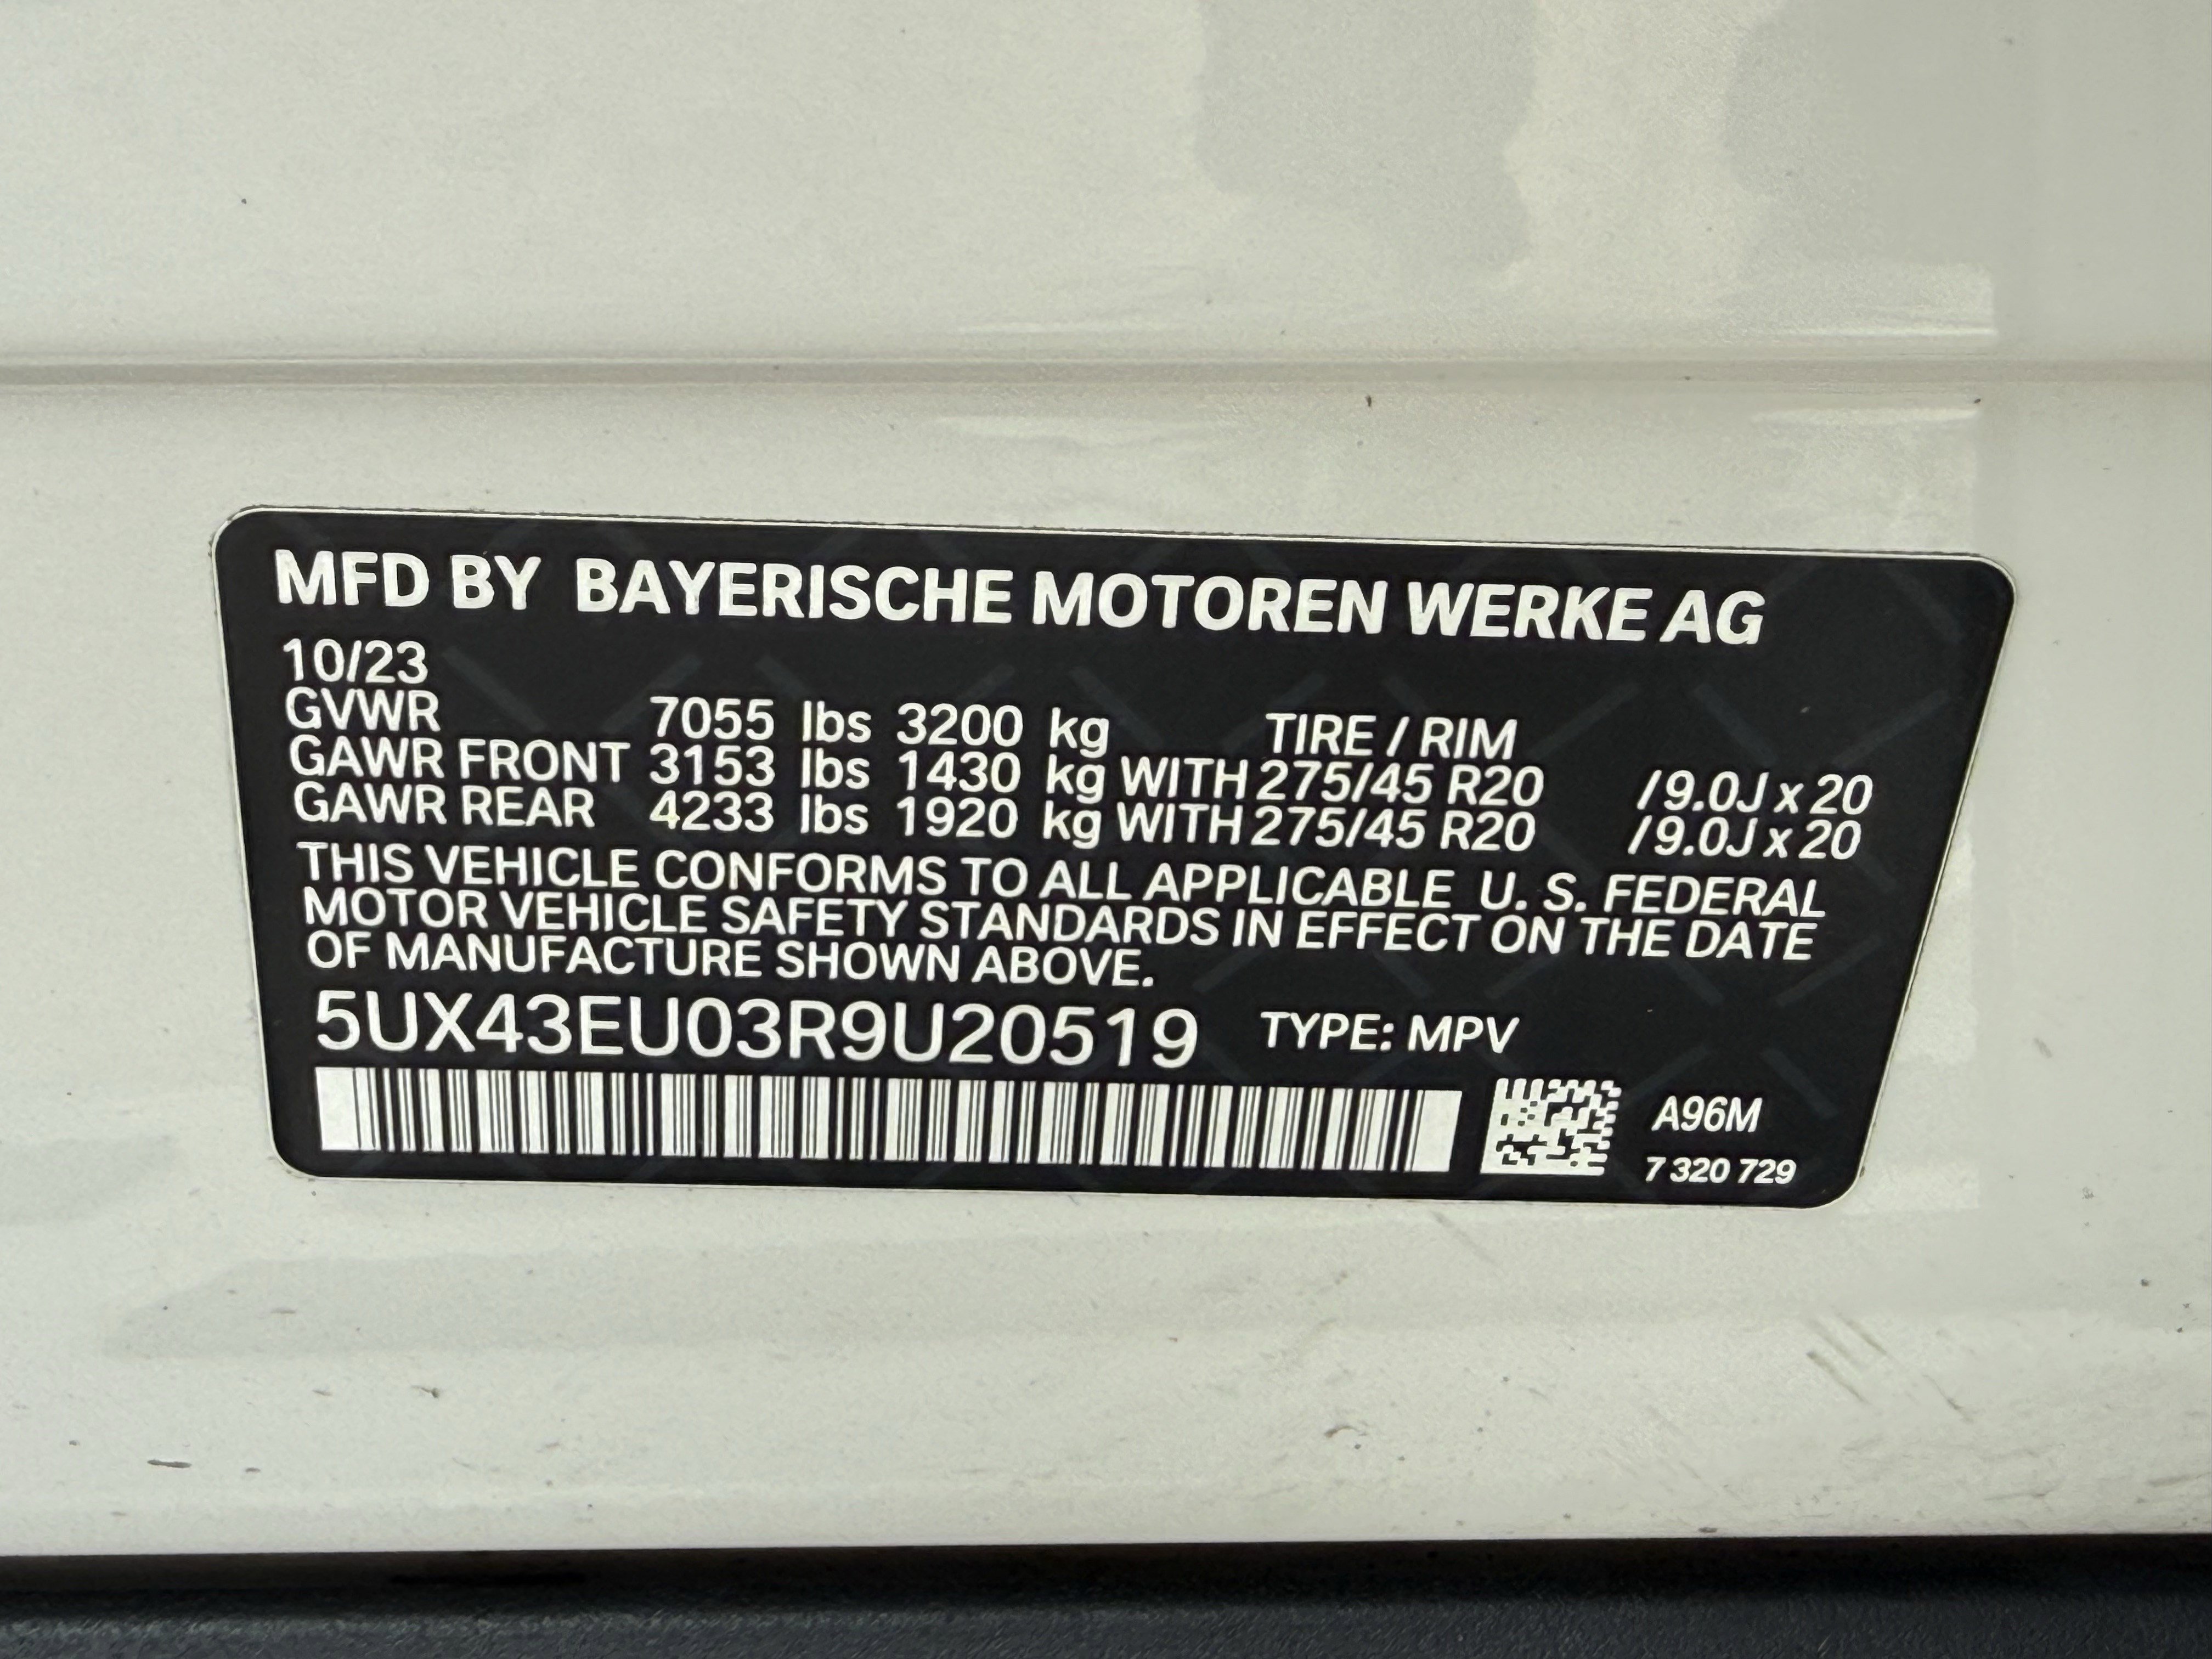 MFD BY BAYERISCHE MOTOREN WERKE AG
10/23
GVWR 7055 lbs 3200 kg TIRE / RIM
GAWR FRONT 3153 lbs 1430 kg WITH 275/45 R20 /9.0J x 20
GAWR REAR 4233 lbs 1920 kg WITH 275/45 R20 /9.0J x 20
THIS VEHICLE CONFORMS TO ALL APPLICABLE U. S. FEDERAL
MOTOR VEHICLE SAFETY STANDARDS IN EFFECT ON THE DATE
OF MANUFACTURE SHOWN ABOVE.
5UX43EU03R9U20519 TYPE: MPV
A96M
7 320 729